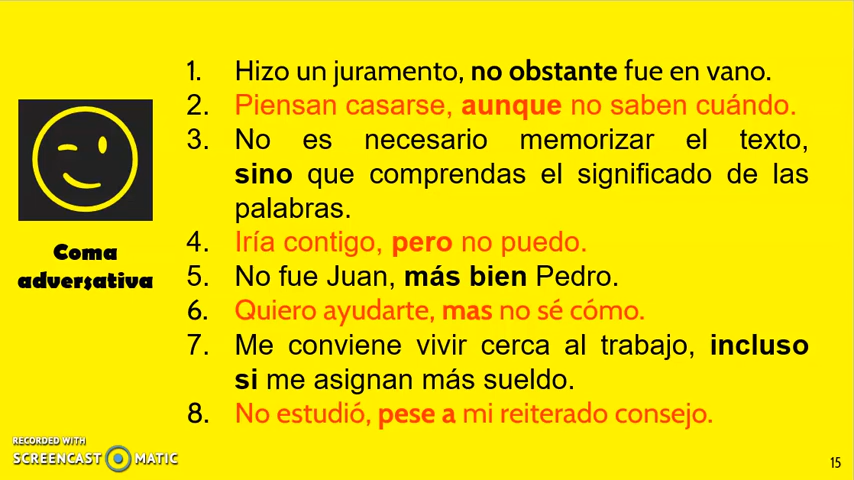 1. Hizo un juramento, no obstante fue en vano.
2. Piensan casarse, aunque no saben cuándo.
3. No es necesario memorizar el texto,
sino que comprendas el significado de las
palabras.
4. Iría contigo, pero no puedo.
Coma
adversativa
5. No fue Juan, más bien Pedro.
6. Quiero ayudarte, mas no sé cómo.
7. Me conviene vivir cerca al trabajo, incluso
si me asignan más sueldo.
8. No estudió, pese a mi reiterado consejo.
RECORDED WITH
SCREENCAST MATIC
15